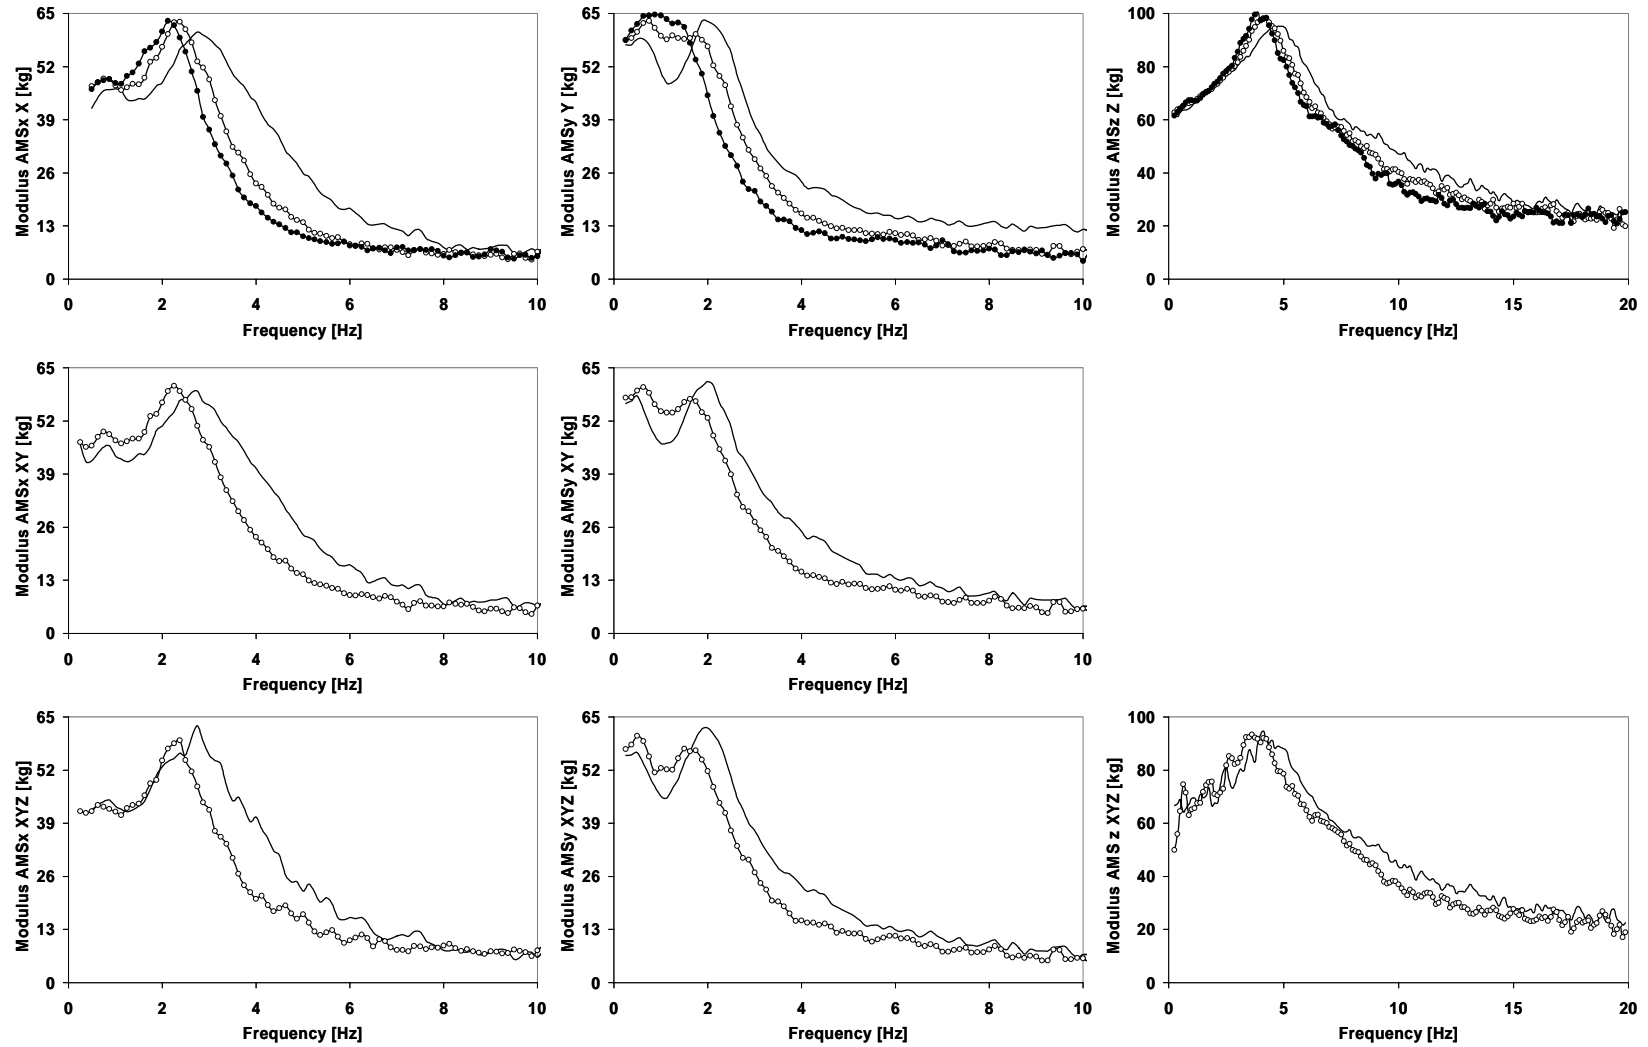 Modulus AMSx X [kg]
65
52
39
26
13
0
0 2 4 6 8 10
Frequency [Hz]
Modulus AMSy Y [kg]
65
52
39
26
13
0
0 2 4 6 8 10
Frequency [Hz]
Modulus AMSz Z [kg]
100
80
60
40
20
0
0 5 10 15 20
Frequency [Hz]
Modulus AMSx XY [kg]
65
52
39
26
13
0
0 2 4 6 8 10
Frequency [Hz]
Modulus AMSy XY [kg]
65
52
39
26
13
0
0 2 4 6 8 10
Frequency [Hz]
Modulus AMSx XYZ [kg]
65
52
39
26
13
0
0 2 4 6 8 10
Frequency [Hz]
Modulus AMSy XYZ [kg]
65
52
39
26
13
0
0 2 4 6 8 10
Frequency [Hz]
Modulus AMS z XYZ [kg]
100
80
60
40
20
0
0 5 10 15 20
Frequency [Hz]